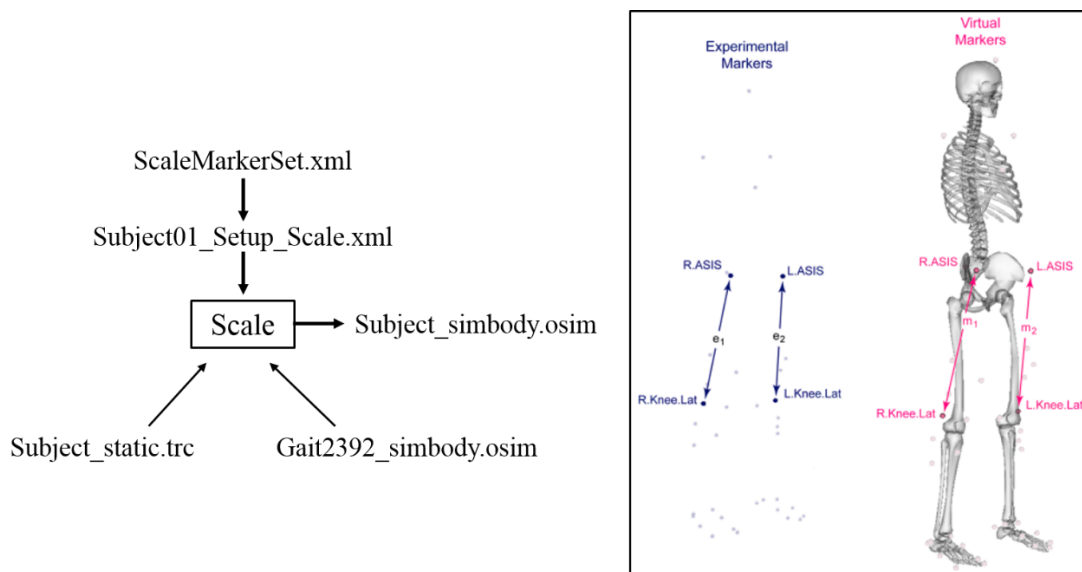 ScaleMarkerSet.xml
Subject01_Setup_Scale.xml
Scale
Subject_simbody.osim
Subject_static.trc
Gait2392_simbody.osim
Experimental
Markers
R.ASIS
L.ASIS
e1
e2
R.Knee.Lat
L.Knee.Lat
Virtual
Markers
R.ASIS
L.ASIS
m1
m2
R.Knee.Lat
L.Knee.Lat